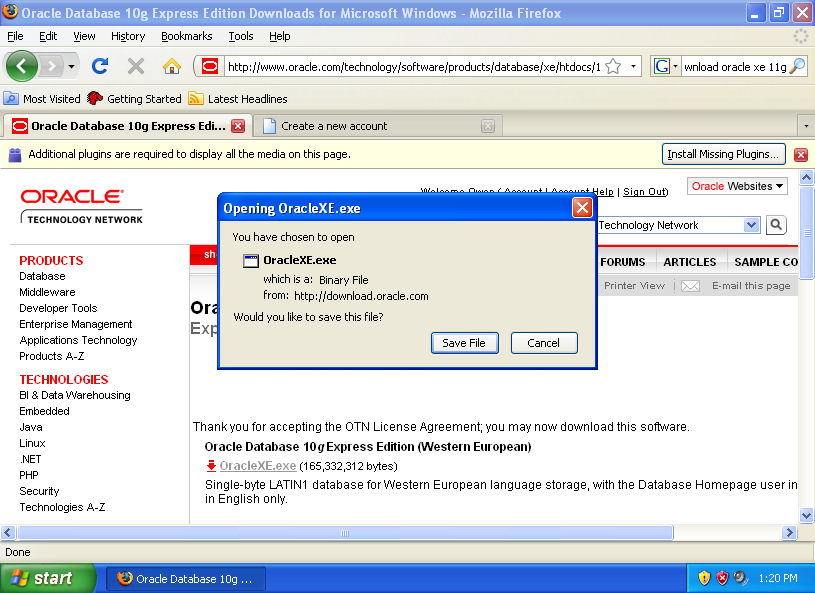 Oracle Database 10g Express Edition Downloads for Microsoft Windows - Mozilla Firefox
File Edit View History Bookmarks Tools Help
http://www.oracle.com/technology/software/products/database/xe/htdocs/1
wnload oracle xe 11g
Most Visited Getting Started Latest Headlines
Oracle Database 10g Express Edi... Create a new account
Additional plugins are required to display all the media on this page. Install Missing Plugins...
ORACLE
TECHNOLOGY NETWORK
Welcome Owen ( Account | Account Help | Sign Out)
Oracle Websites
Technology Network
sh
FORUMS ARTICLES SAMPLE CO
Printer View E-mail this page
PRODUCTS
Database
Middleware
Developer Tools
Enterprise Management
Applications Technology
Products A-Z
TECHNOLOGIES
BI & Data Warehousing
Embedded
Java
Linux
.NET
PHP
Security
Technologies A-Z
Ora
Exp
Opening OracleXE.exe
You have chosen to open
OracleXE.exe
which is a: Binary File
from: http://download.oracle.com
Would you like to save this file?
Save File Cancel
Thank you for accepting the OTN License Agreement; you may now download this software.
Oracle Database 10g Express Edition (Western European)
OracleXE.exe (165,332,312 bytes)
Single-byte LATIN1 database for Western European language storage, with the Database Homepage user in
in English only.
Done
start Oracle Database 10g ... 1:20 PM